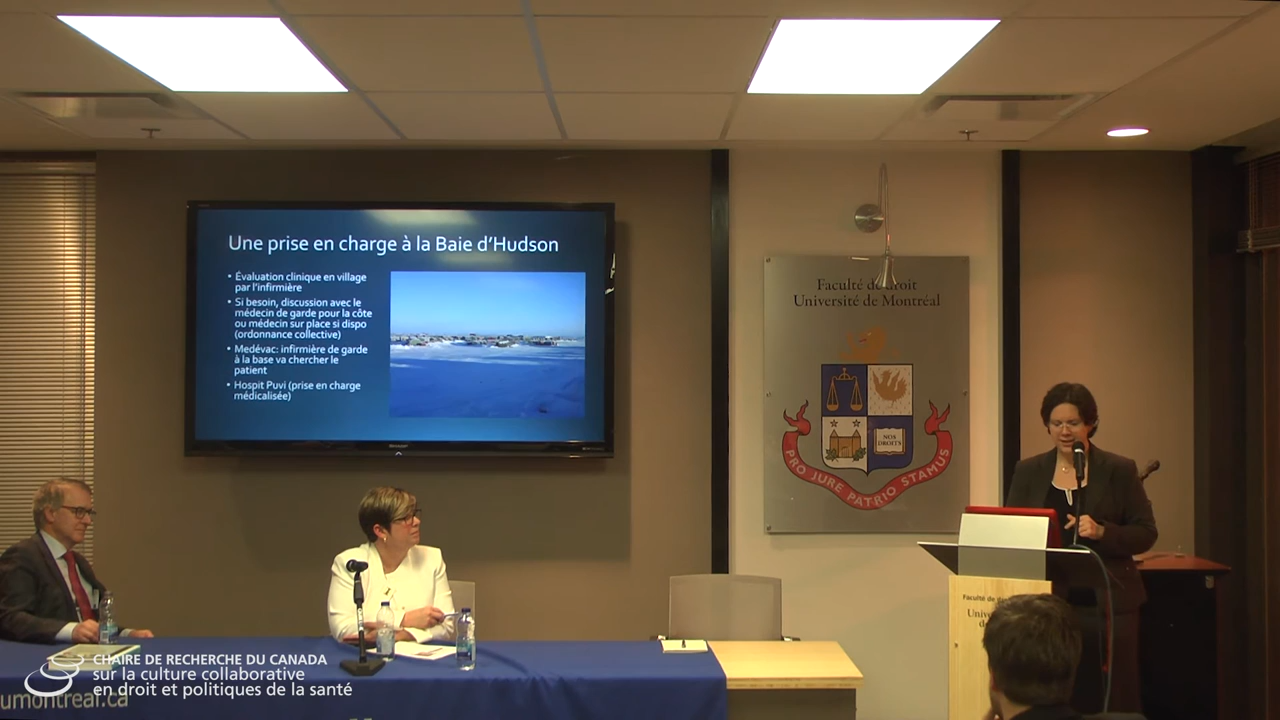 Une prise en charge à la Baie d'Hudson
• Évaluation clinique en village
par l'infirmière
• Si besoin, discussion avec le
médecin de garde pour la côte
ou médecin sur place si dispo
(ordonnance collective)
• Medévac: infirmière de garde
à la base va chercher le
patient
• Hospit Puvi (prise en charge
médicalisée)
Faculté de droit
Université de Montréal
NOS
DROITS
PRO JURE PATRIO STAMUS
Faculté de
CHAIRE DE RECHERCHE DU CANADA
sur la culture collaborative
en droit et politiques de la santé
umontreal.ca